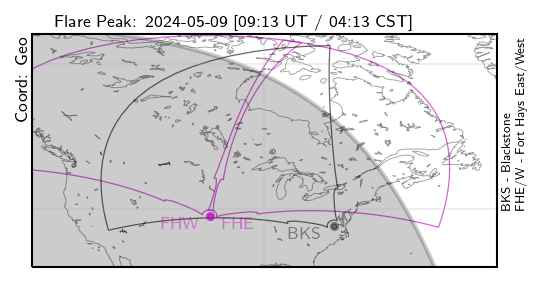 Flare Peak: 2024-05-09 [09:13 UT / 04:13 CST]
Coord: Geo
FHW
FHE
BKS
BKS - Blackstone
FHE/W - Fort Hays East/West